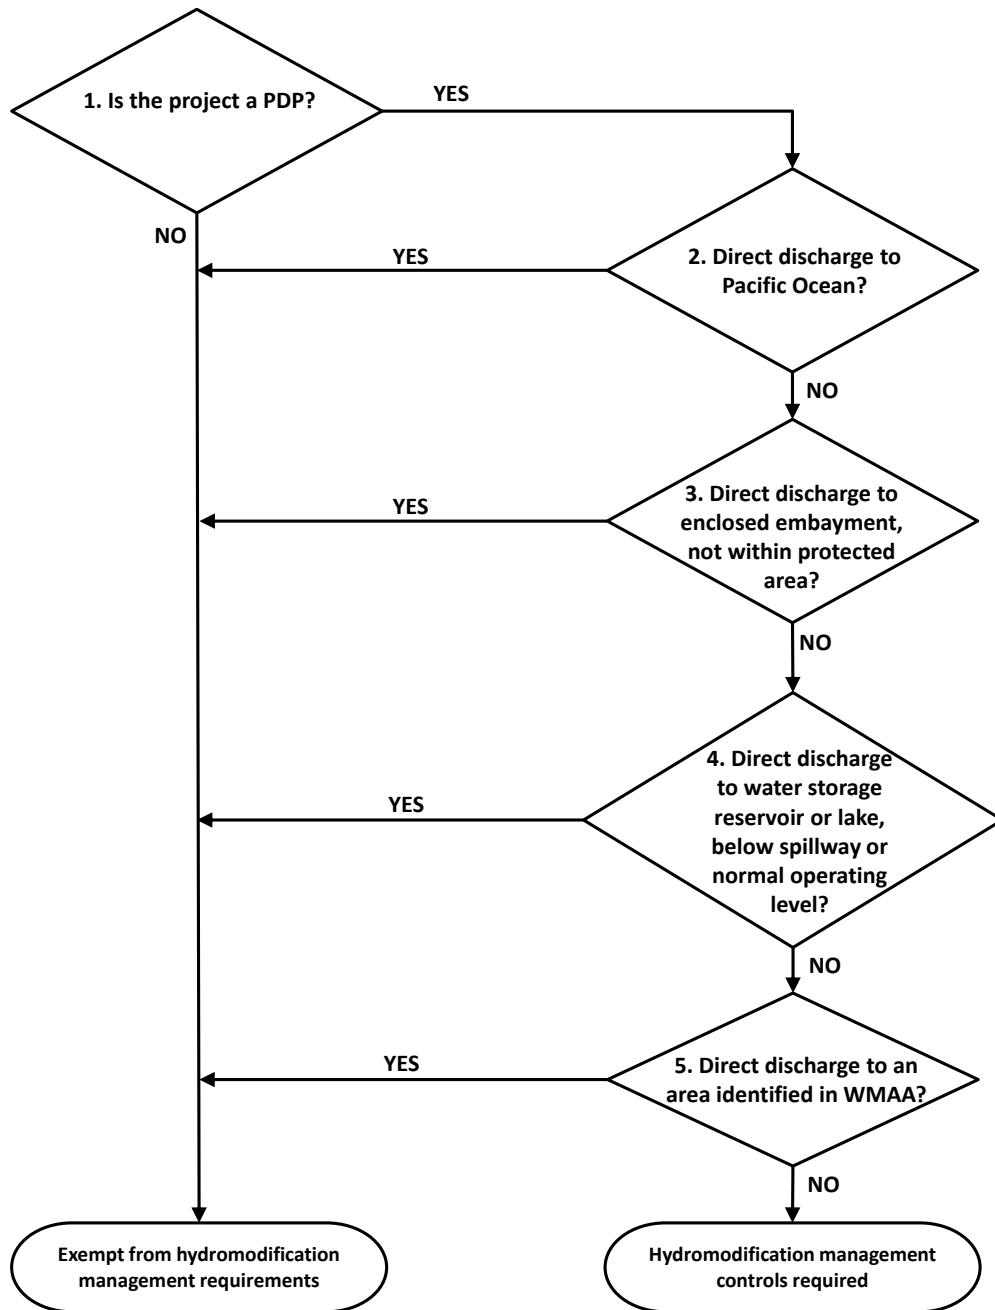 1. Is the project a PDP?
YES
NO
2. Direct discharge to
Pacific Ocean?
YES
NO
3. Direct discharge to
enclosed embayment,
not within protected
area?
YES
NO
4. Direct discharge
to water storage
reservoir or lake,
below spillway or
normal operating
level?
YES
NO
5. Direct discharge to an
area identified in WMAA?
YES
NO
Exempt from hydromodification
management requirements
Hydromodification management
controls required